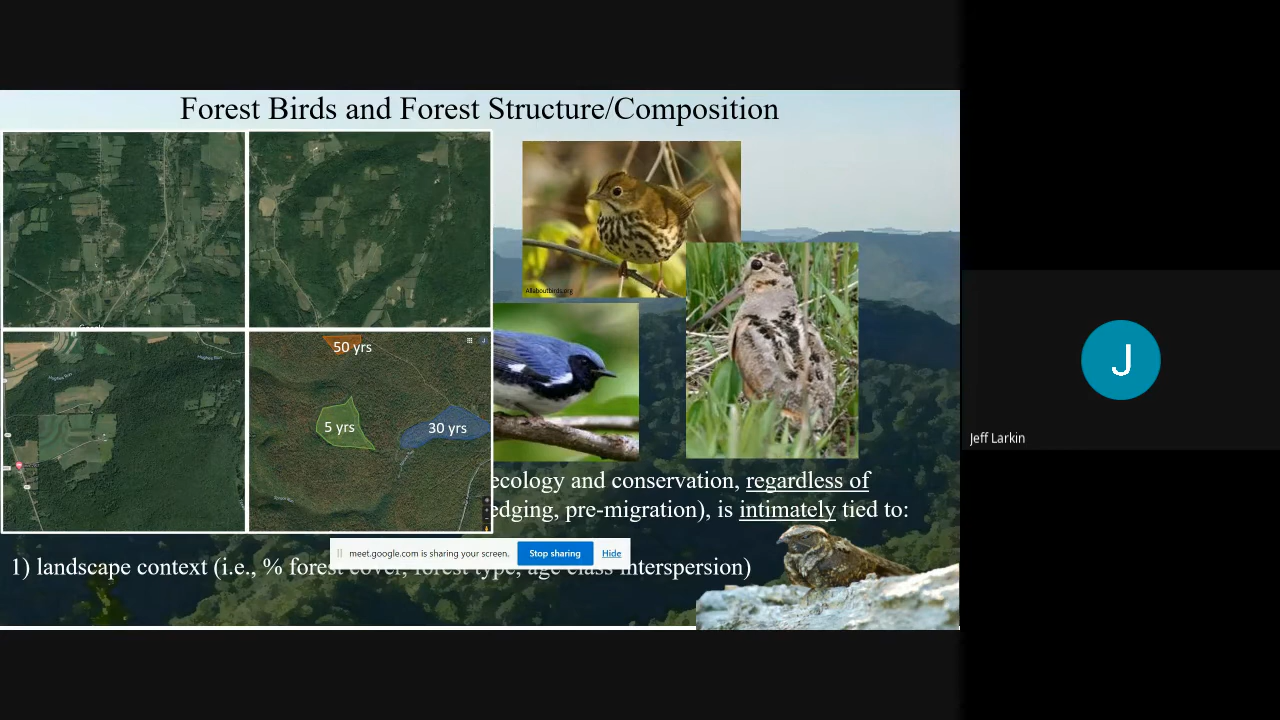 Forest Birds and Forest Structure/Composition
Allaboutbirds.org
50 yrs
5 yrs
30 yrs
ecology and conservation, regardless of
edging, pre-migration), is intimately tied to:
meet.google.com is sharing your screen.
Stop sharing
Hide
1) landscape context (i.e., % forest cover, forest type, age class interspersion)
J
Jeff Larkin